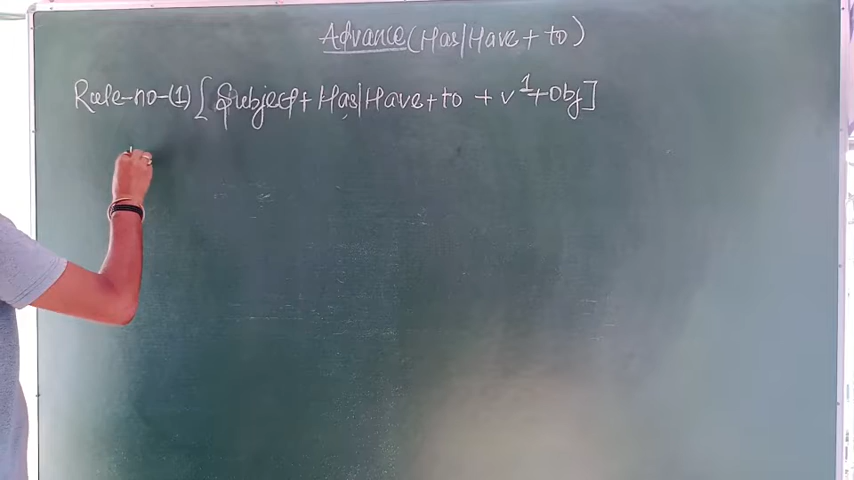 Advance (Has|Have + to)
Rule-no-(1) [Subject + Has|Have + to + v1 + Obj]